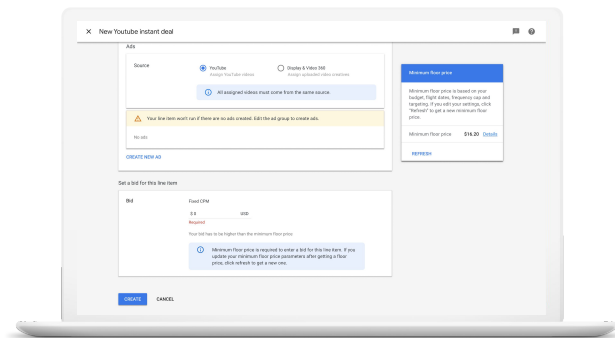 New Youtube instant deal
Ads
Source
YouTube
Assign YouTube videos
Display & Video 360
Assign uploaded video creatives
All assigned videos must come from the same source.
Your line item won't run if there are no ads created. Edit the ad group to create ads.
No ads
CREATE NEW AD
Minimum floor price
Minimum floor price is based on your
budget, flight dates, frequency cap and
targeting. If you edit your settings, click
"Refresh" to get a new minimum floor
price.
Minimum floor price $16.20 Details
REFRESH
Set a bid for this line item
Bid
Fixed CPM
$ 0 USD
Required
Your bid has to be higher than the minimum floor price
Minimum floor price is required to enter a bid for this line item. If you
update your minimum floor price parameters after getting a floor
price, click refresh to get a new one.
CREATE CANCEL